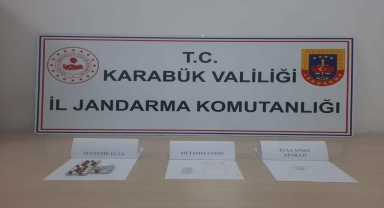 T.C.
KARABÜK VALİLİĞİ
İL JANDARMA KOMUTANLIĞI
SENTETİK ECZA
METAMFETAMİN
KULLANMA
APARATI